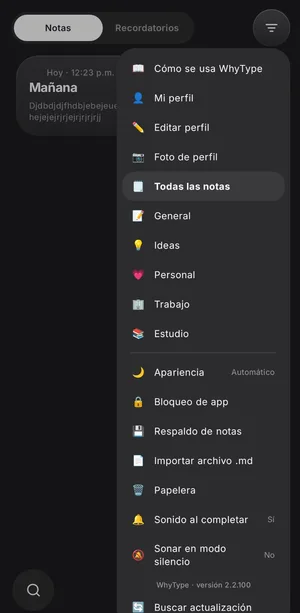 Notas
Recordatorios
Hoy · 12:23 p.m.
Mañana
hejejejrjrjejrjrjrjrjj
Cómo se usa WhyType
Mi perfil
Editar perfil
Foto de perfil
Todas las notas
General
Ideas
Personal
Trabajo
Estudio
Apariencia Automático
Bloqueo de app
Respaldo de notas
Importar archivo .md
Papelera
Sonido al completar Sí
Sonar en modo
silencio
No
WhyType · versión 2.2.100
Buscar actualización